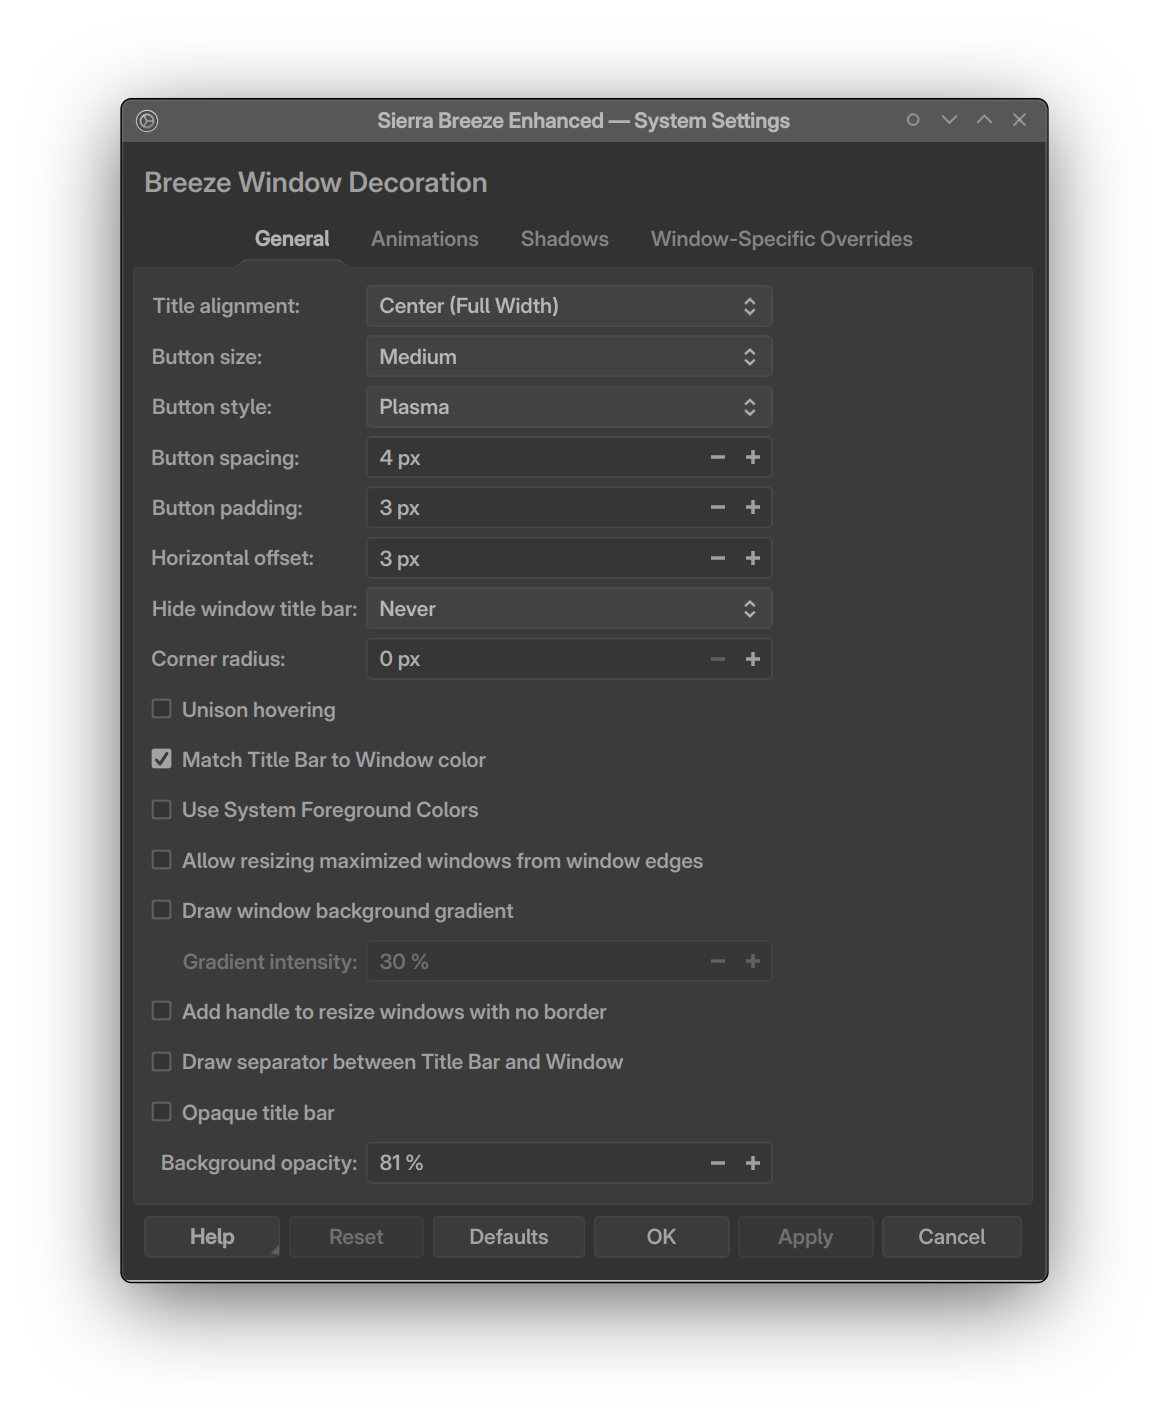 Sierra Breeze Enhanced — System Settings
Breeze Window Decoration
General Animations Shadows Window-Specific Overrides
Title alignment: Center (Full Width)
Button size: Medium
Button style: Plasma
Button spacing: 4 px
Button padding: 3 px
Horizontal offset: 3 px
Hide window title bar: Never
Corner radius: 0 px
Unison hovering
Match Title Bar to Window color
Use System Foreground Colors
Allow resizing maximized windows from window edges
Draw window background gradient
Gradient intensity: 30 %
Add handle to resize windows with no border
Draw separator between Title Bar and Window
Opaque title bar
Background opacity: 81 %
Help Reset Defaults OK Apply Cancel